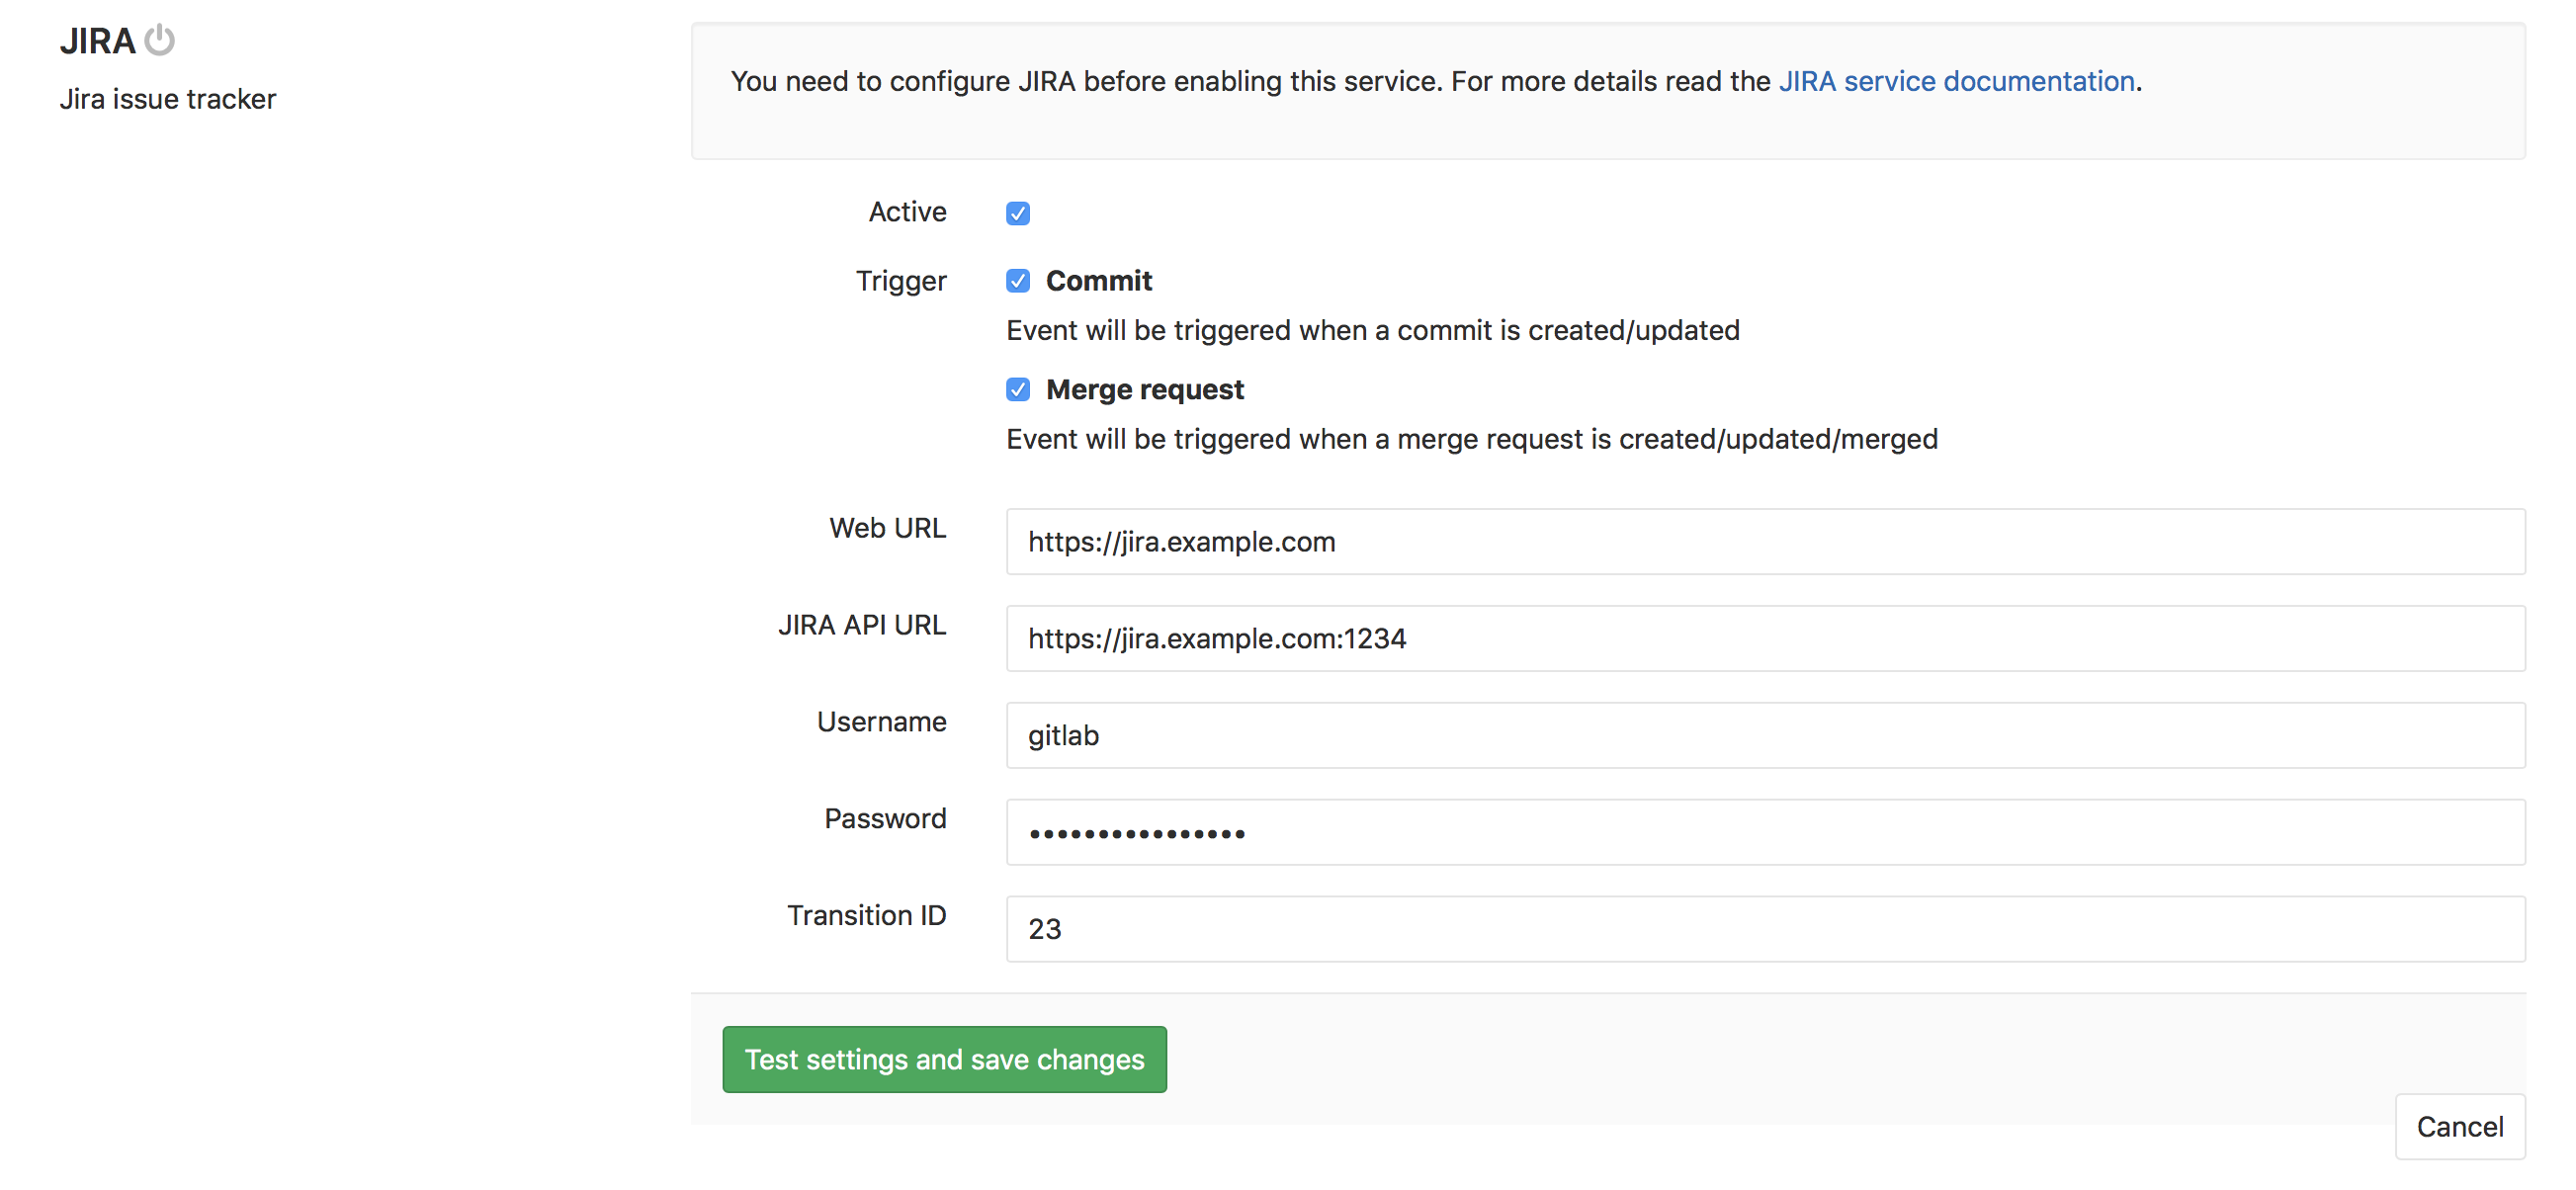 JIRA
Jira issue tracker
You need to configure JIRA before enabling this service. For more details read the JIRA service documentation.
Active
Trigger
Commit
Event will be triggered when a commit is created/updated
Merge request
Event will be triggered when a merge request is created/updated/merged
Web URL
https://jira.example.com
JIRA API URL
https://jira.example.com:1234
Username
gitlab
Password
••••••••••••••••
Transition ID
23
Test settings and save changes
Cancel